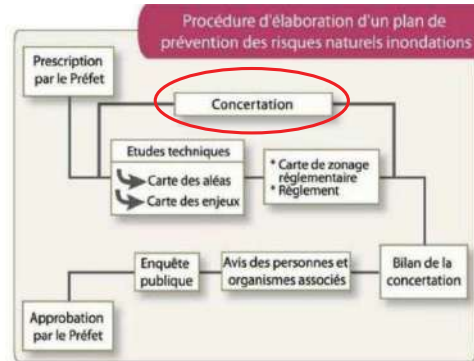 Procédure d'élaboration d'un plan de
prévention des risques naturels inondations
Prescription
par le Préfet
Concertation
Etudes techniques
Carte des aléas
Carte des enjeux
* Carte de zonage
réglementaire
* Règlement
Enquête
publique
Avis des personnes et
organismes associés
Bilan de la
concertation
Approbation
par le Préfet